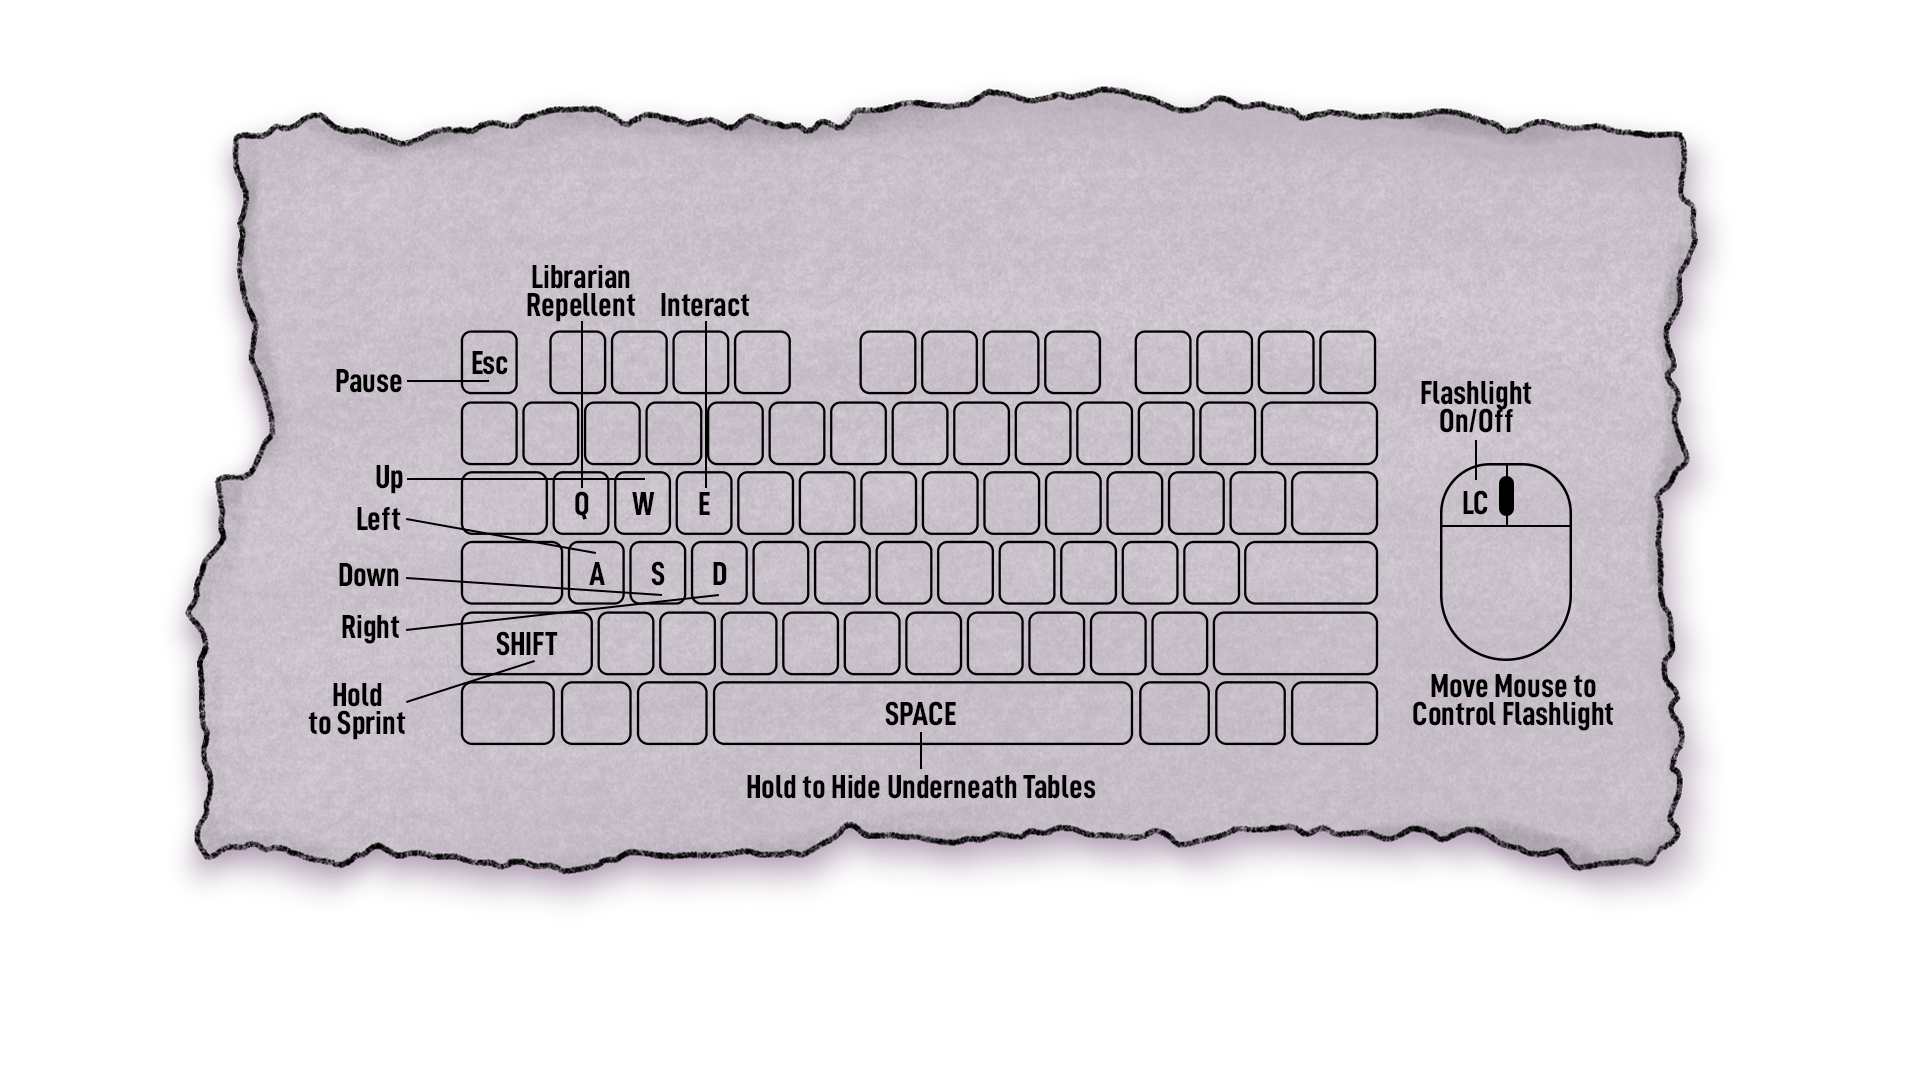 Librarian
Repellent
Interact
Esc
Pause
Up
Q
W
E
Left
A
S
D
Down
Right
SHIFT
Hold
to Sprint
SPACE
Hold to Hide Underneath Tables
Flashlight
On/Off
LC
Move Mouse to
Control Flashlight